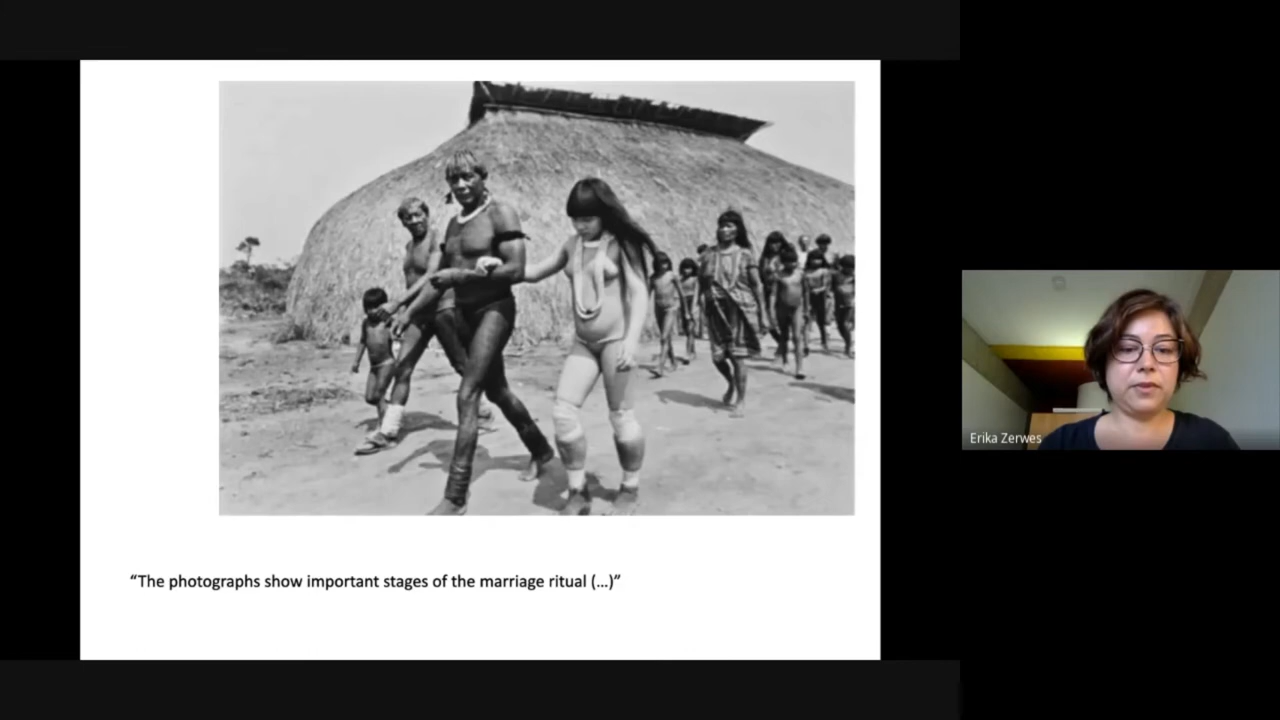 Erika Zerwes
“The photographs show important stages of the marriage ritual (...)”